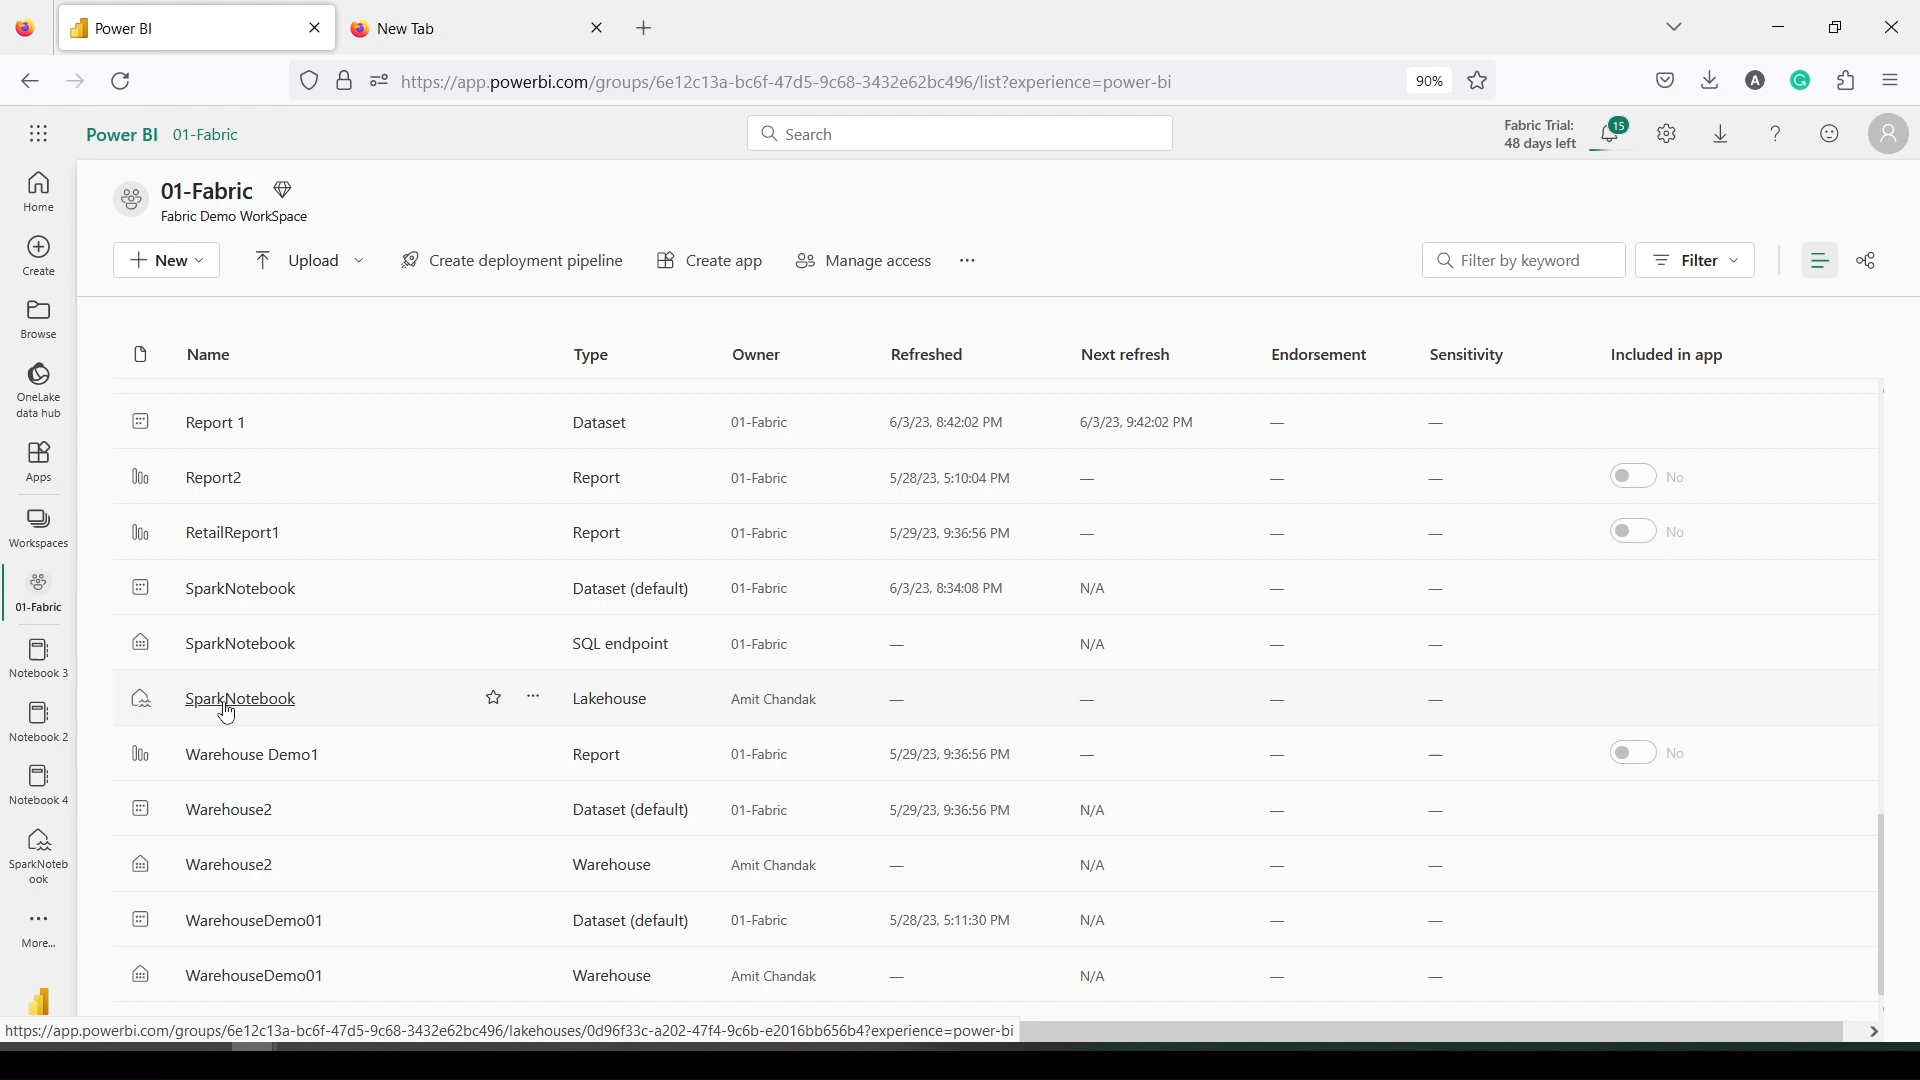 Power BI
New Tab
https://app.powerbi.com/groups/6e12c13a-bc6f-47d5-9c68-3432e62bc496/list?experience=power-bi
90%
A
Power BI 01-Fabric
Search
Fabric Trial:
48 days left
15
?
Home
Create
Browse
OneLake
data hub
Apps
Workspaces
01-Fabric
Notebook 3
Notebook 2
Notebook 4
SparkNoteb
ook
More...
01-Fabric
Fabric Demo WorkSpace
New
Upload
Create deployment pipeline
Create app
Manage access
Filter by keyword
Filter
Name Type Owner Refreshed Next refresh Endorsement Sensitivity Included in app
Report 1 Dataset 01-Fabric 6/3/23, 8:42:02 PM 6/3/23, 9:42:02 PM — —
Report2 Report 01-Fabric 5/28/23, 5:10:04 PM — — — No
RetailReport1 Report 01-Fabric 5/29/23, 9:36:56 PM — — — No
SparkNotebook Dataset (default) 01-Fabric 6/3/23, 8:34:08 PM N/A — —
SparkNotebook SQL endpoint 01-Fabric — N/A — —
SparkNotebook Lakehouse Amit Chandak — — — —
Warehouse Demo1 Report 01-Fabric 5/29/23, 9:36:56 PM — — — No
Warehouse2 Dataset (default) 01-Fabric 5/29/23, 9:36:56 PM N/A — —
Warehouse2 Warehouse Amit Chandak — N/A — —
WarehouseDemo01 Dataset (default) 01-Fabric 5/28/23, 5:11:30 PM N/A — —
WarehouseDemo01 Warehouse Amit Chandak — N/A — —
https://app.powerbi.com/groups/6e12c13a-bc6f-47d5-9c68-3432e62bc496/lakehouses/0d96f33c-a202-47f4-9c6b-e2016bb656b4?experience=power-bi